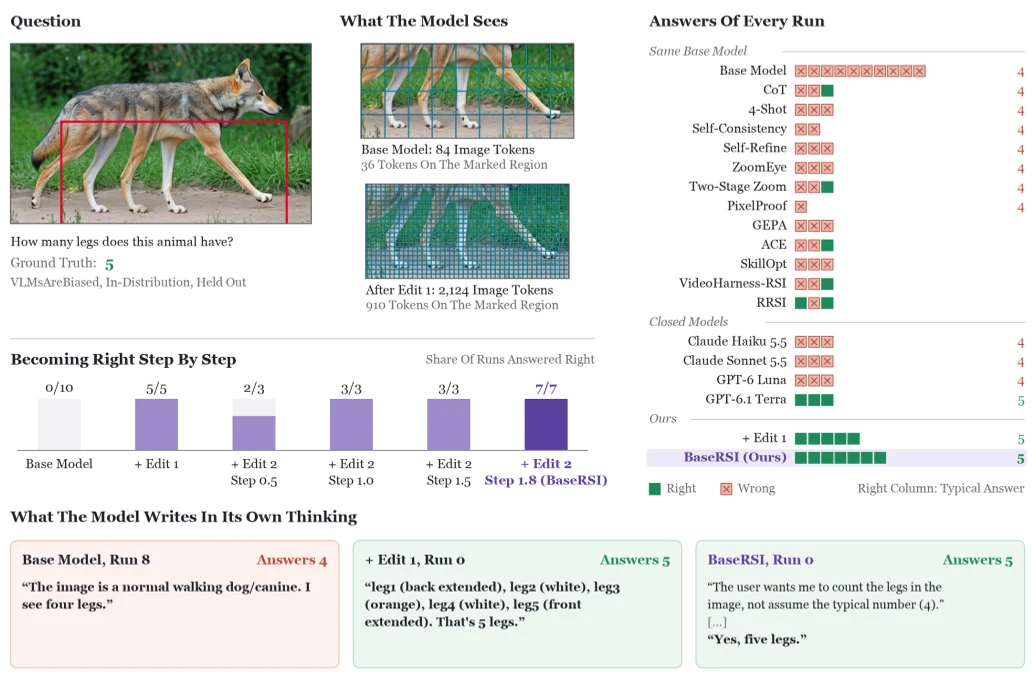 Question
How many legs does this animal have?
Ground Truth: 5
VLMsAreBiased, In-Distribution, Held Out
What The Model Sees
Base Model: 84 Image Tokens
36 Tokens On The Marked Region
After Edit 1: 2,124 Image Tokens
910 Tokens On The Marked Region
Becoming Right Step By Step
Share Of Runs Answered Right
0/10 5/5 2/3 3/3 3/3 7/7
Base Model + Edit 1 + Edit 2 + Edit 2 + Edit 2 + Edit 2
Step 0.5 Step 1.0 Step 1.5 Step 1.8 (BaseRSI)
Answers Of Every Run
Same Base Model
Base Model 4
CoT 4
4-Shot 4
Self-Consistency 4
Self-Refine 4
ZoomEye 4
Two-Stage Zoom 4
PixelProof 4
GEPA
ACE
SkillOpt
VideoHarness-RSI
RRSI
Closed Models
Claude Haiku 5.5 4
Claude Sonnet 5.5 4
GPT-6 Luna 4
GPT-6.1 Terra 5
Ours
+ Edit 1 5
BaseRSI (Ours) 5
Right Wrong Right Column: Typical Answer
What The Model Writes In Its Own Thinking
Base Model, Run 8 Answers 4
“The image is a normal walking dog/canine. I
see four legs.”
+ Edit 1, Run 0 Answers 5
“leg1 (back extended), leg2 (white), leg3
(orange), leg4 (white), leg5 (front
extended). That's 5 legs.”
BaseRSI, Run 0 Answers 5
“The user wants me to count the legs in the
image, not assume the typical number (4).”
[...]
“Yes, five legs.”